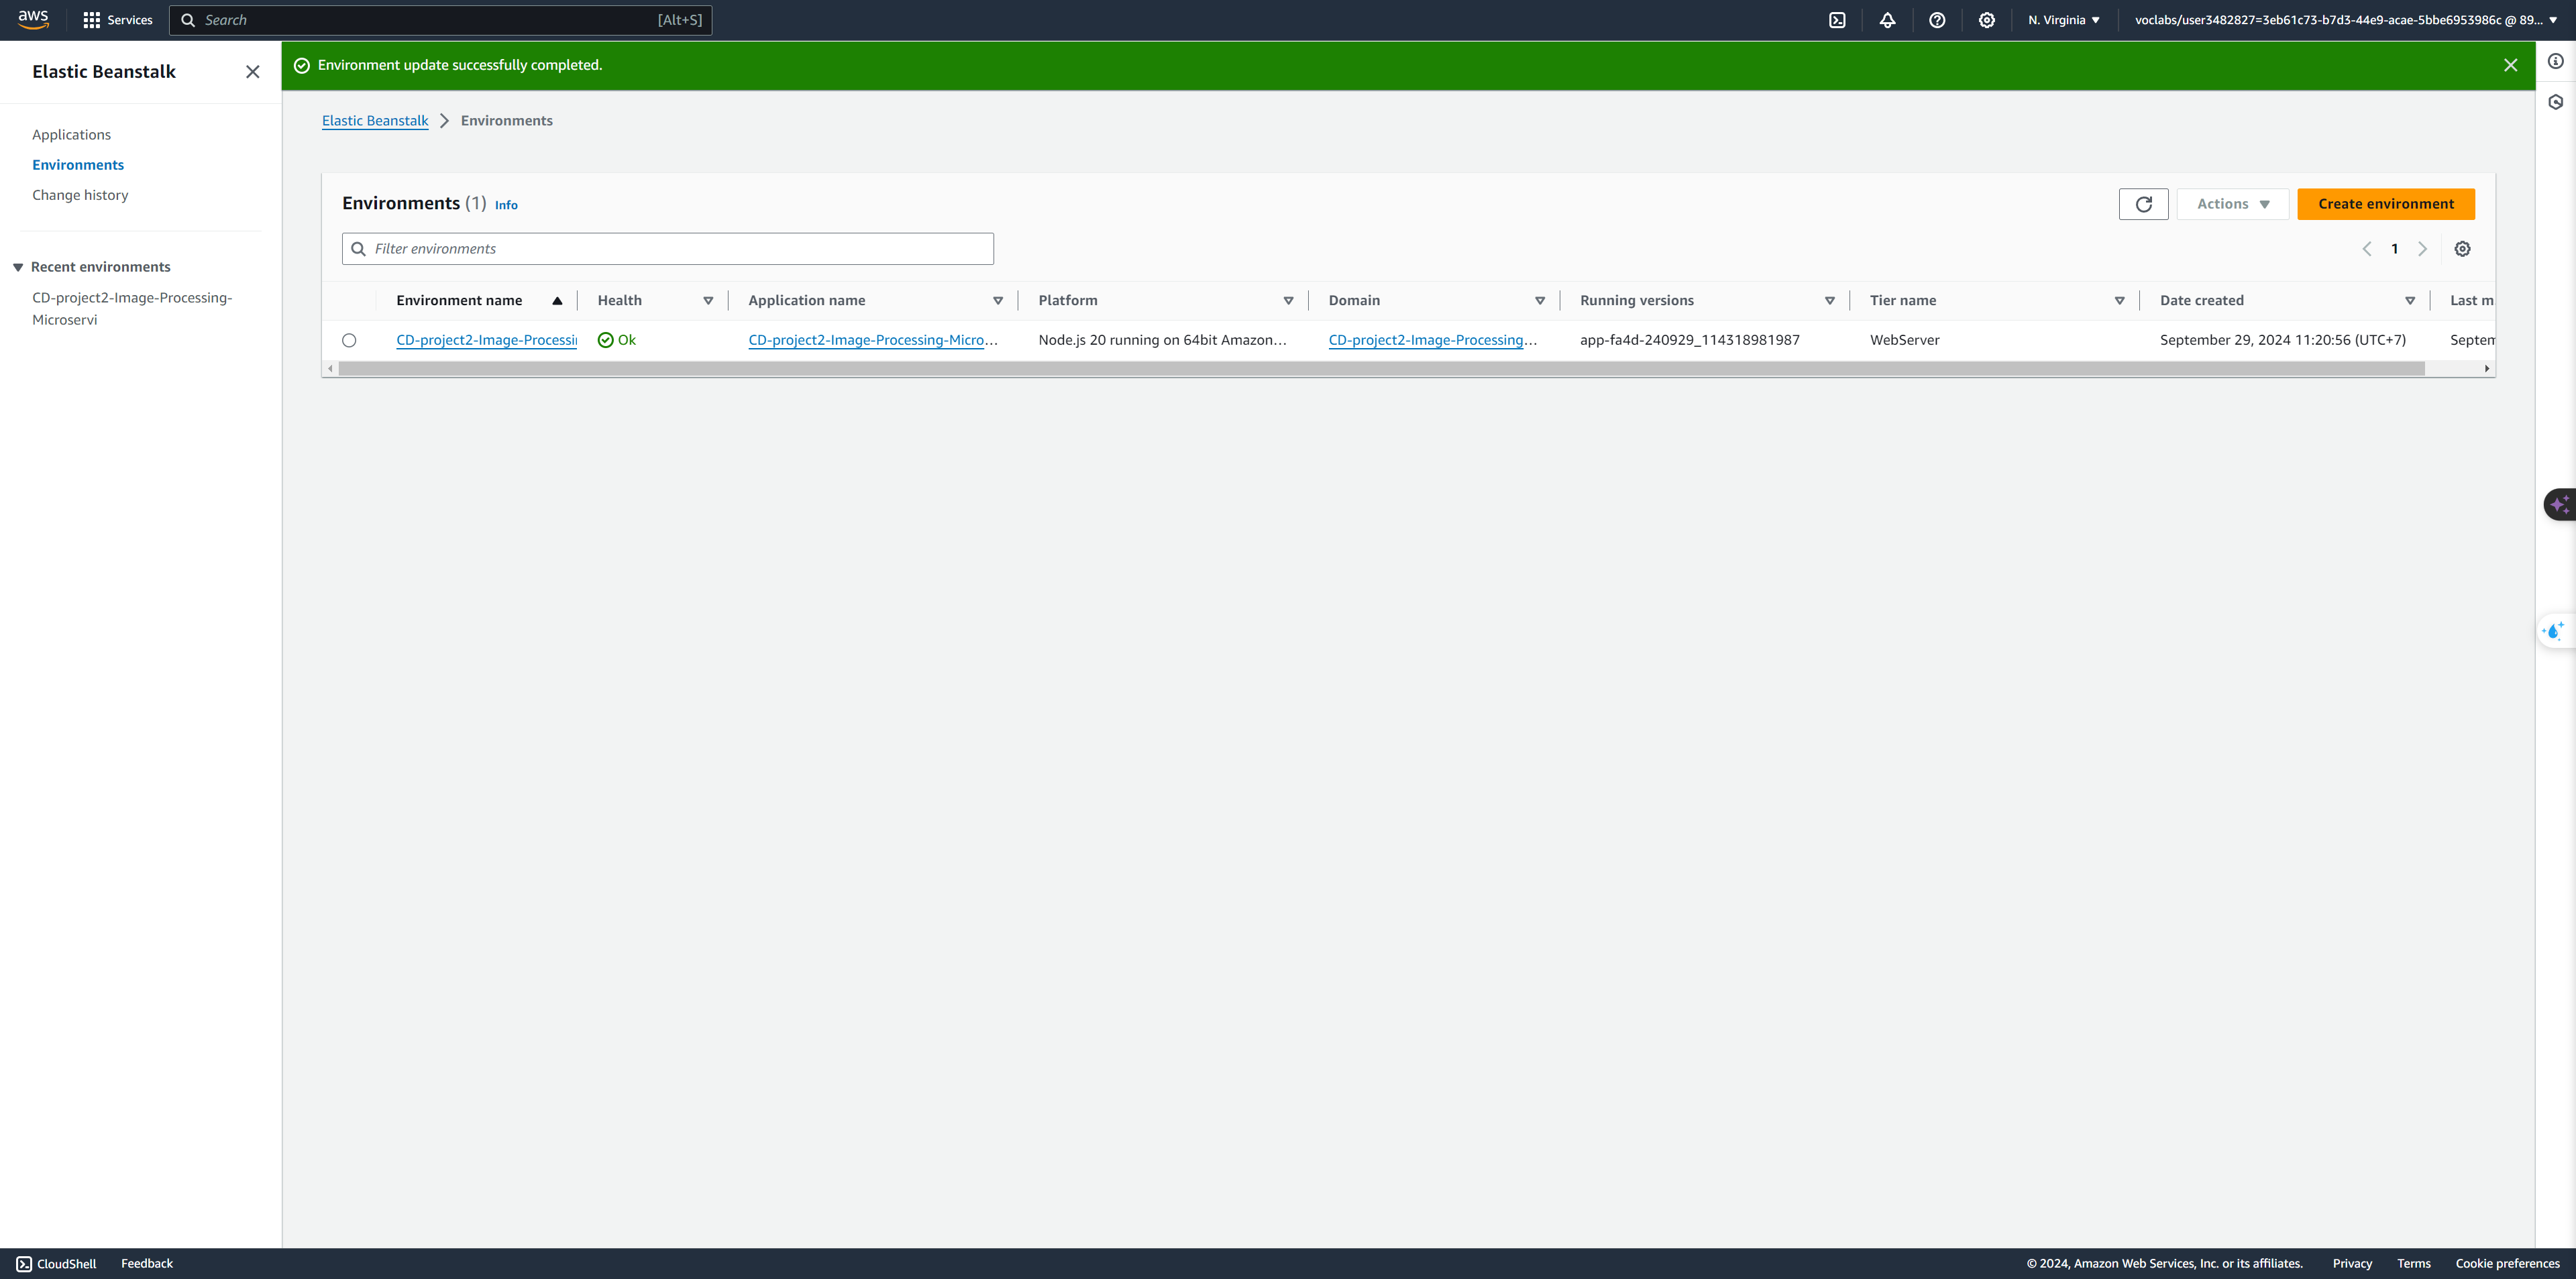 aws Services Search [Alt+S] N. Virginia voclabs/user3482827=3eb61c73-b7d3-44e9-acae-5bbe6953986c @ 89...
Elastic Beanstalk
Applications
Environments
Change history
Recent environments
CD-project2-Image-Processing-
Microservi
Environment update successfully completed.
Elastic Beanstalk Environments
Environments (1) Info Actions Create environment
Filter environments 1
Environment name Health Application name Platform Domain Running versions Tier name Date created Last m
CD-project2-Image-Processi Ok CD-project2-Image-Processing-Micro... Node.js 20 running on 64bit Amazon... CD-project2-Image-Processing... app-fa4d-240929_114318981987 WebServer September 29, 2024 11:20:56 (UTC+7) Septem
CloudShell Feedback © 2024, Amazon Web Services, Inc. or its affiliates. Privacy Terms Cookie preferences